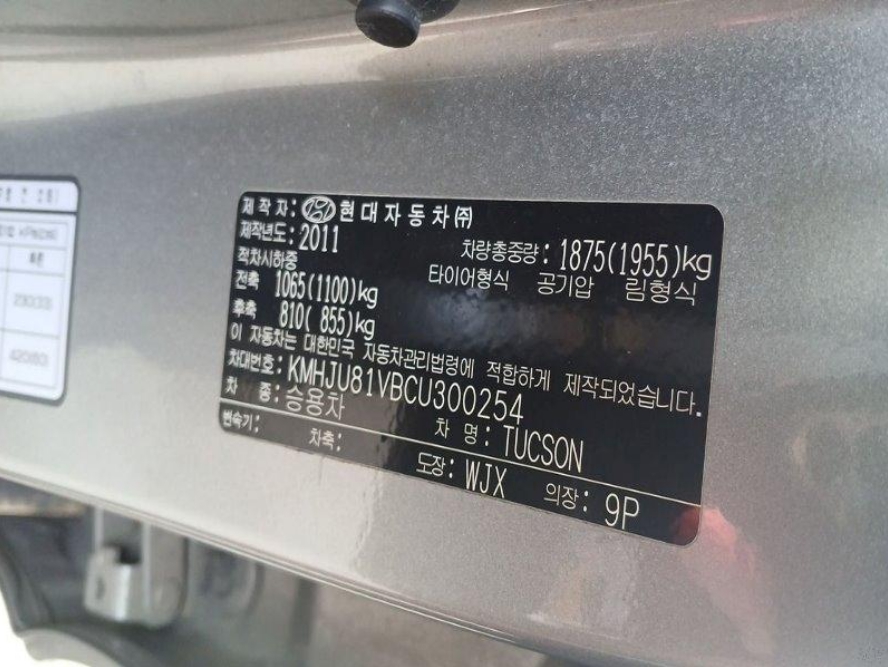 제작자: 현대자동차㈜
제작년도: 2011
차량총중량: 1875(1955)kg
적차시하중
타이어형식 공기압 림형식
전축 1065(1100)kg
후축 810( 855)kg
이 자동차는 대한민국 자동차관리법령에 적합하게 제작되었습니다.
차대번호: KMHJU81VBCU300254
차 종: 승용차
차 명: TUCSON
변속기: 차축: 도장: WJX 의장: 9P